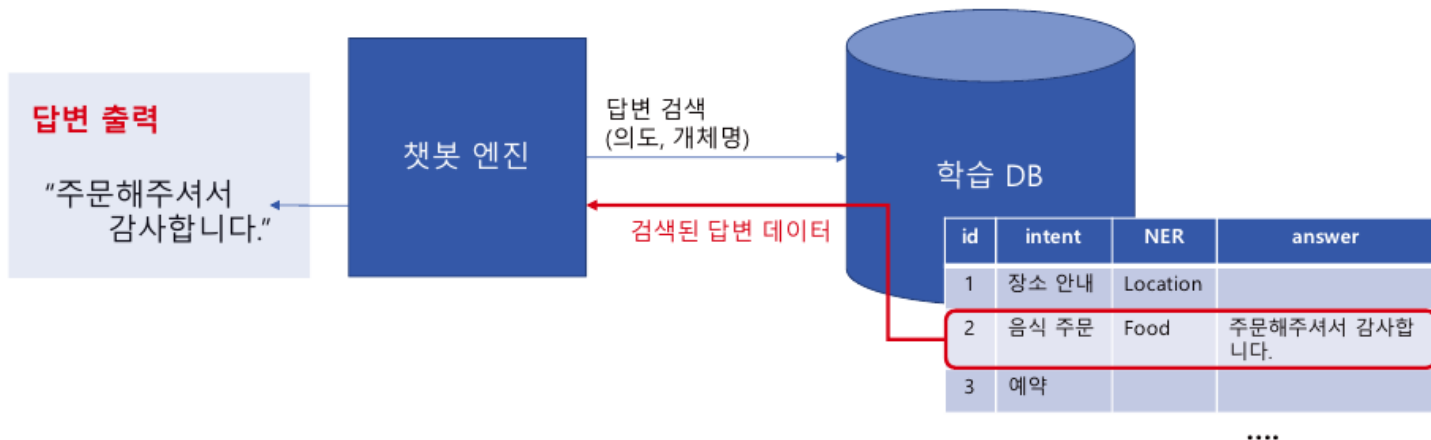 답변 출력
“주문해주셔서
감사합니다.”
챗봇 엔진
답변 검색
(의도, 개체명)
검색된 답변 데이터
학습 DB
id intent NER answer
1 장소 안내 Location
2 음식 주문 Food 주문해주셔서 감사합
니다.
3 예약
....